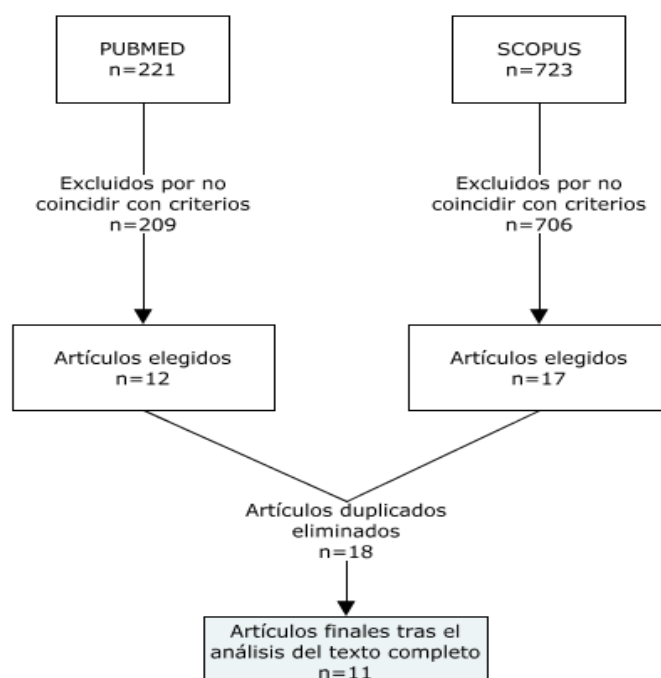 PUBMED
n=221
SCOPUS
n=723
Excluidos por no
coincidir con criterios
n=209
Excluidos por no
coincidir con criterios
n=706
Artículos elegidos
n=12
Artículos elegidos
n=17
Artículos duplicados
eliminados
n=18
Artículos finales tras el
análisis del texto completo
n=11